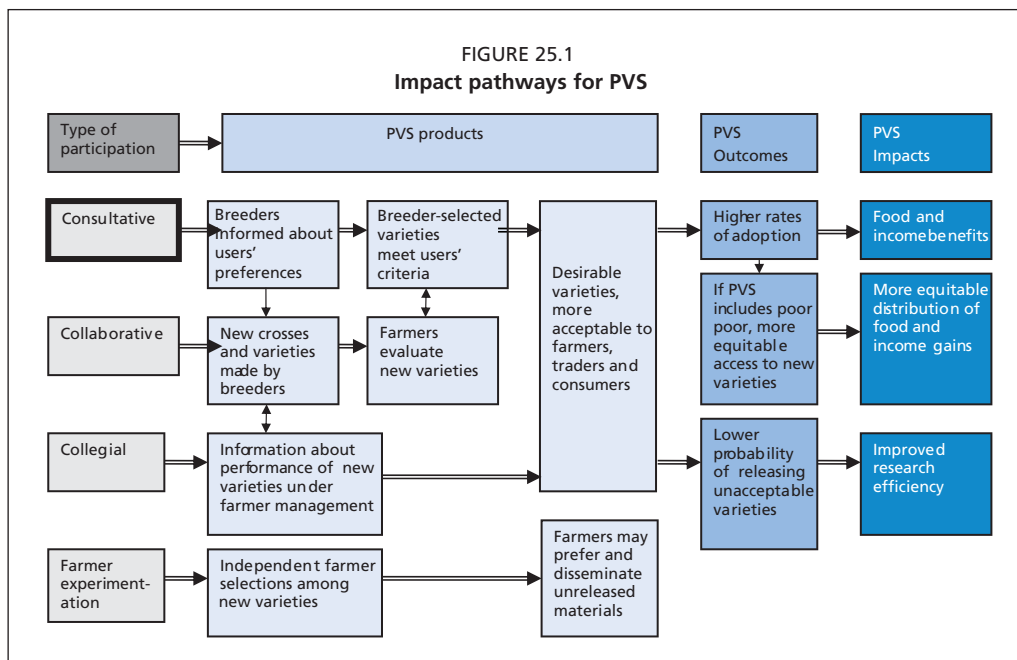 FIGURE 25.1
Impact pathways for PVS
Type of
participation
PVS products
PVS
Outcomes
PVS
Impacts
Consultative
Breeders
informed about
users’
preferences
Breeder-selected
varieties
meet users’
criteria
Desirable
varieties,
more
acceptable to
farmers,
traders and
consumers
Higher rates
of adoption
Food and
incomebenefits
If PVS
includes poor
poor, more
equitable
access to new
varieties
More equitable
distribution of
food and
income gains
Collaborative
New crosses
and varieties
made by
breeders
Farmers
evaluate
new varieties
Collegial
Information about
performance of new
varieties under
farmer management
Lower
probability
of releasing
unacceptable
varieties
Improved
research
efficiency
Farmer
experiment-
ation
Independent farmer
selections among
new varieties
Farmers may
prefer and
disseminate
unreleased
materials